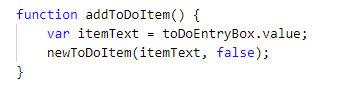 function addToDoItem() {
    var itemText = toDoEntryBox.value;
    newToDoItem(itemText, false);
}